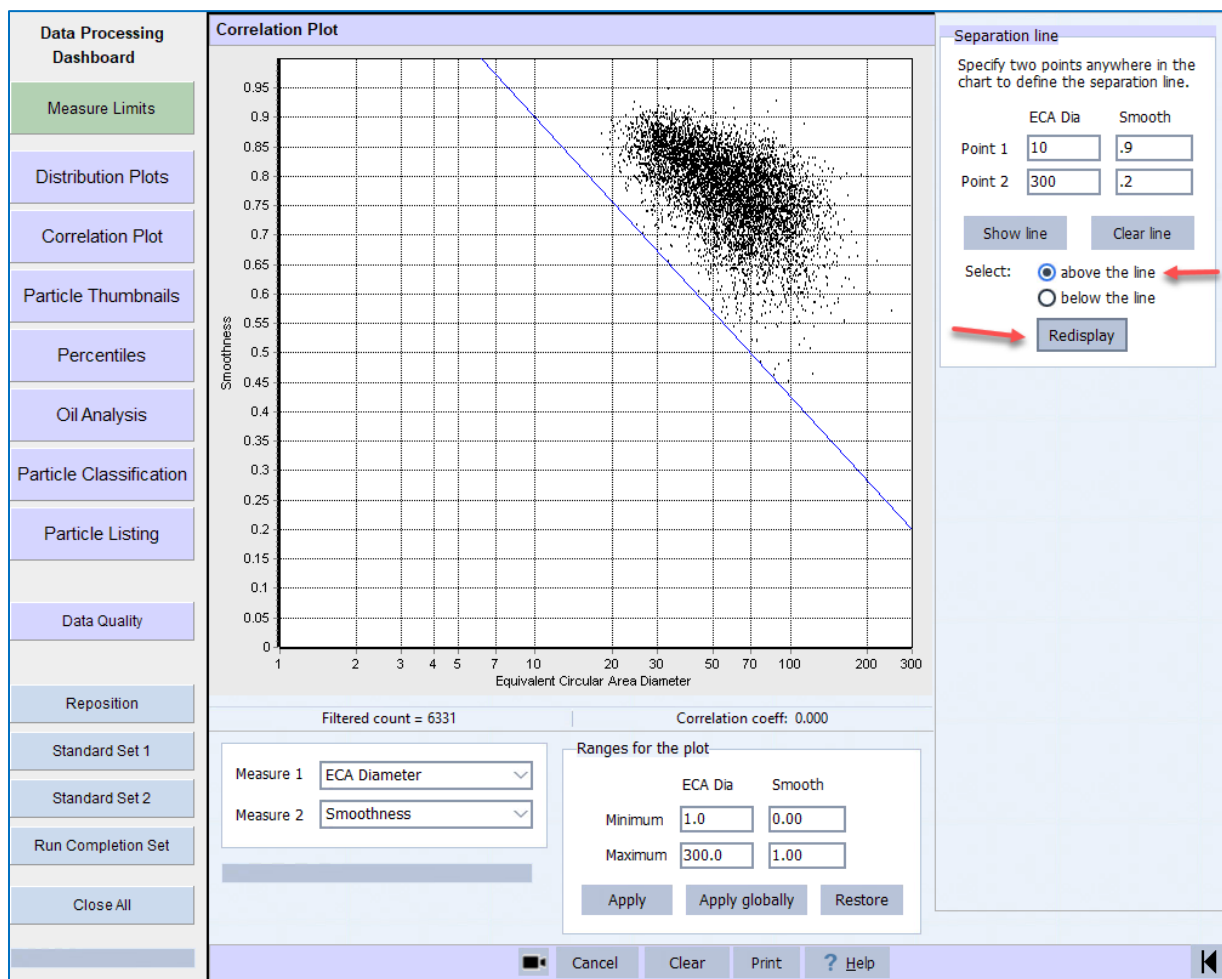 Data Processing
Dashboard
Measure Limits
Distribution Plots
Correlation Plot
Particle Thumbnails
Percentiles
Oil Analysis
Particle Classification
Particle Listing
Data Quality
Reposition
Standard Set 1
Standard Set 2
Run Completion Set
Close All
Correlation Plot
0.95
0.9
0.85
0.8
0.75
0.7
0.65
0.6
0.55
0.5
0.45
0.4
0.35
0.3
0.25
0.2
0.15
0.1
0.05
0
Smoothness
1 2 3 4 5 7 10 20 30 50 70 100 200 300
Equivalent Circular Area Diameter
Filtered count = 6331
Correlation coeff: 0.000
Measure 1 ECA Diameter
Measure 2 Smoothness
Ranges for the plot
ECA Dia Smooth
Minimum 1.0 0.00
Maximum 300.0 1.00
Apply Apply globally Restore
Separation line
Specify two points anywhere in the
chart to define the separation line.
ECA Dia Smooth
Point 1 10 .9
Point 2 300 .2
Show line Clear line
Select: above the line
below the line
Redisplay
Cancel Clear Print ? Help